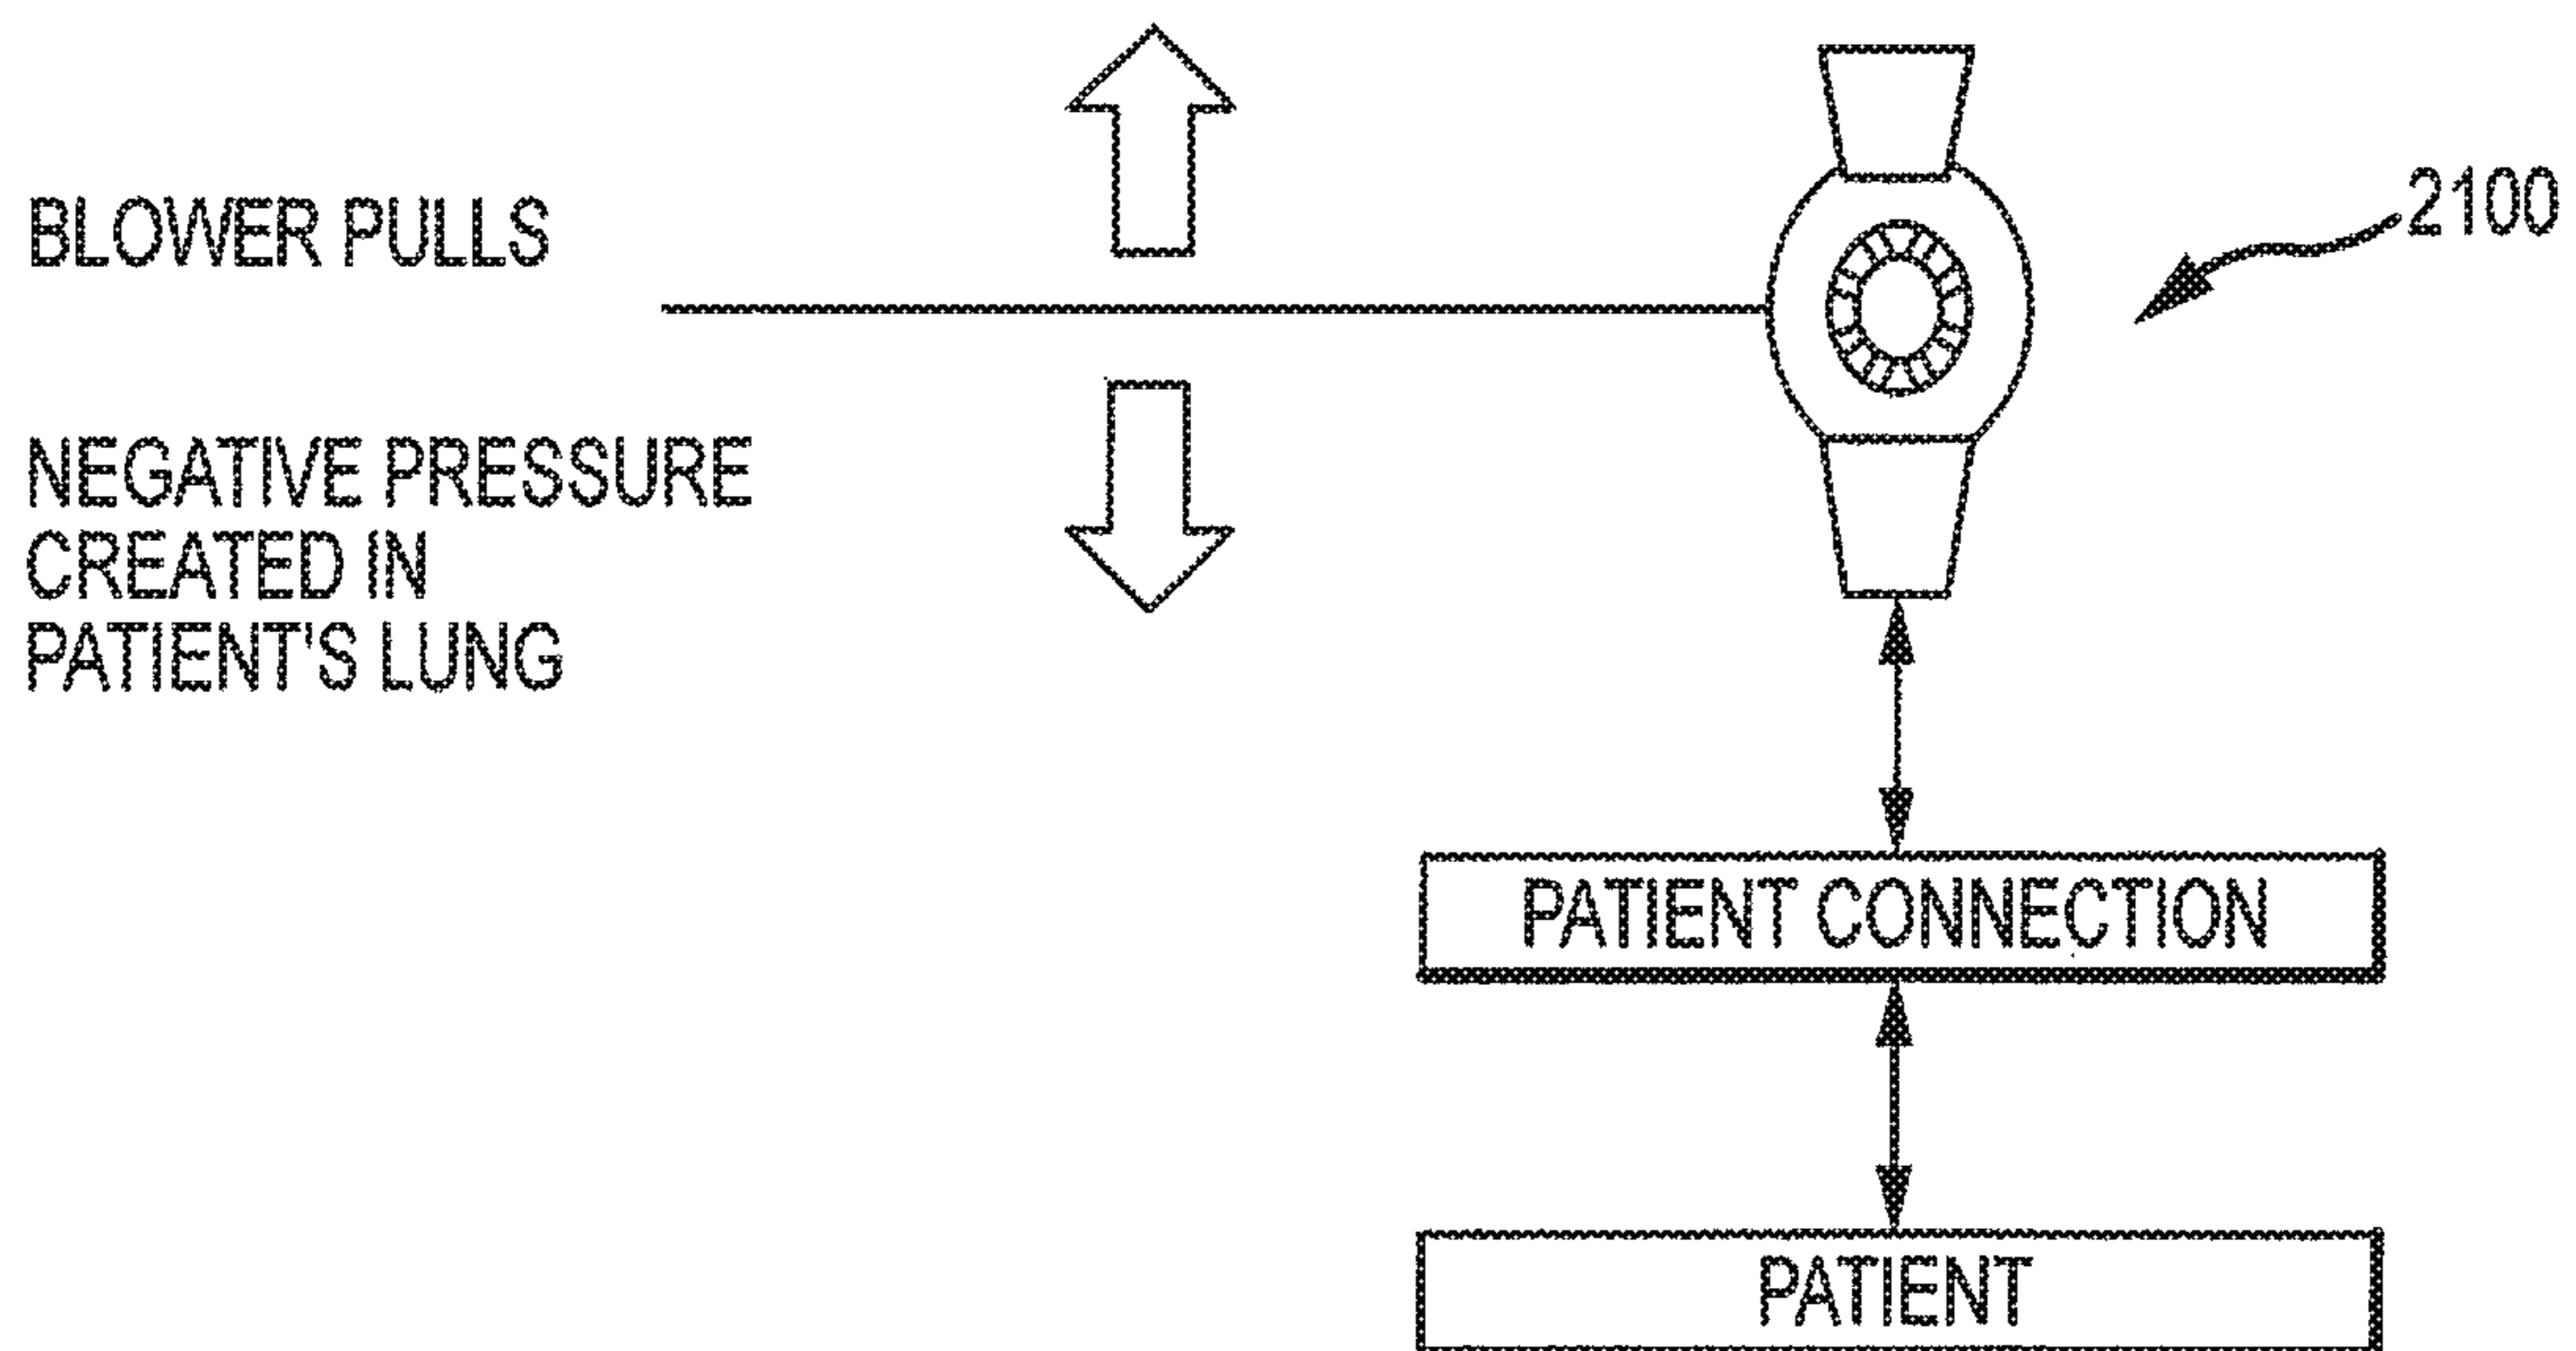 BLOWER PULLS
2100
NEGATIVE PRESSURE
CREATED IN
PATIENT'S LUNG
PATIENT CONNECTION
PATIENT